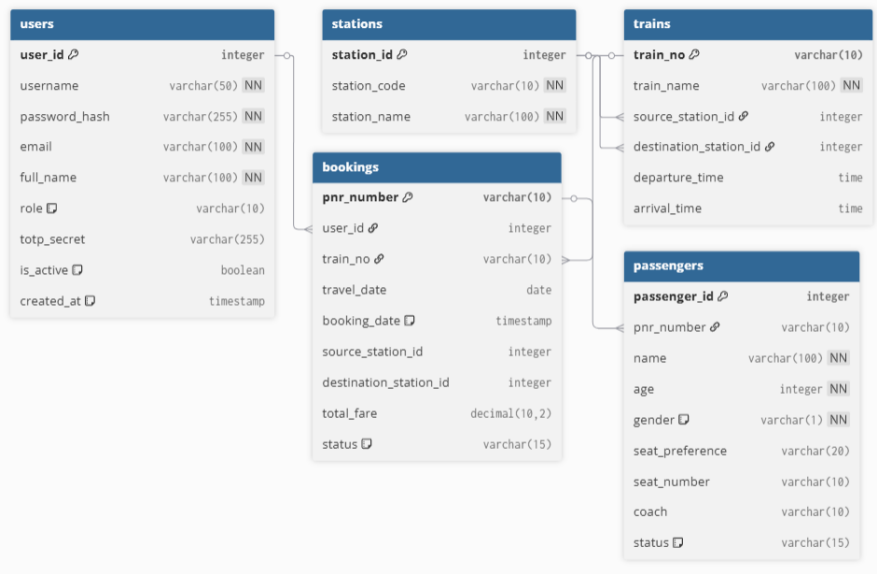 users
user_id integer
username varchar(50) NN
password_hash varchar(255) NN
email varchar(100) NN
full_name varchar(100) NN
role varchar(10)
totp_secret varchar(255)
is_active boolean
created_at timestamp
stations
station_id integer
station_code varchar(10) NN
station_name varchar(100) NN
trains
train_no varchar(10)
train_name varchar(100) NN
source_station_id integer
destination_station_id integer
departure_time time
arrival_time time
bookings
pnr_number varchar(10)
user_id integer
train_no varchar(10)
travel_date date
booking_date timestamp
source_station_id integer
destination_station_id integer
total_fare decimal(10,2)
status varchar(15)
passengers
passenger_id integer
pnr_number varchar(10)
name varchar(100) NN
age integer NN
gender varchar(1) NN
seat_preference varchar(20)
seat_number varchar(10)
coach varchar(10)
status varchar(15)